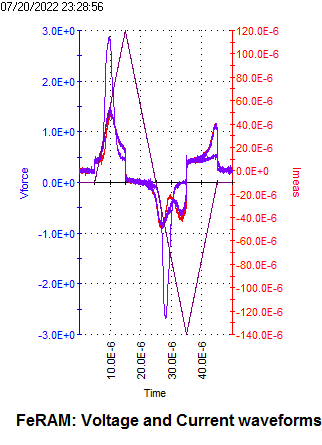 07/20/2022 23:28:56
3.0E+0
2.0E+0
1.0E+0
0.0E+0
-1.0E+0
-2.0E+0
-3.0E+0
Vforce
120.0E-6
100.0E-6
80.0E-6
60.0E-6
40.0E-6
20.0E-6
0.0E+0
-20.0E-6
-40.0E-6
-60.0E-6
-80.0E-6
-100.0E-6
-120.0E-6
-140.0E-6
Imeas
10.0E-6
20.0E-6
30.0E-6
40.0E-6
Time
FeRAM: Voltage and Current waveforms